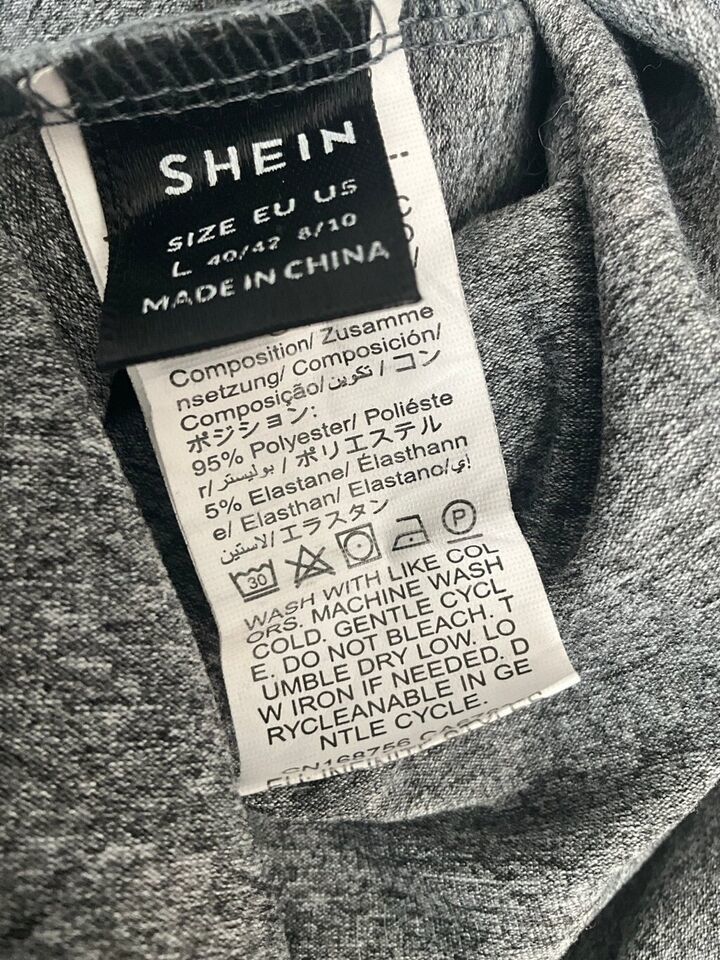 SHEIN
SIZE EU US
L 40/42 8/10
MADE IN CHINA
Composition/ Zusamme
nsetzung/ Composición/
Composição/ تكوين / コン
ポジション:
95% Polyester/ Poliéste
r/ بوليستر / ポリエステル
5% Elastane/ Élasthann
e/ Elasthan/ Elastano/إي
لاستين/エラスタン
30 P
WASH WITH LIKE COL
ORS. MACHINE WASH
COLD. GENTLE CYCL
E. DO NOT BLEACH. T
UMBLE DRY LOW. LO
W IRON IF NEEDED. D
RYCLEANABLE IN GE
NTLE CYCLE.